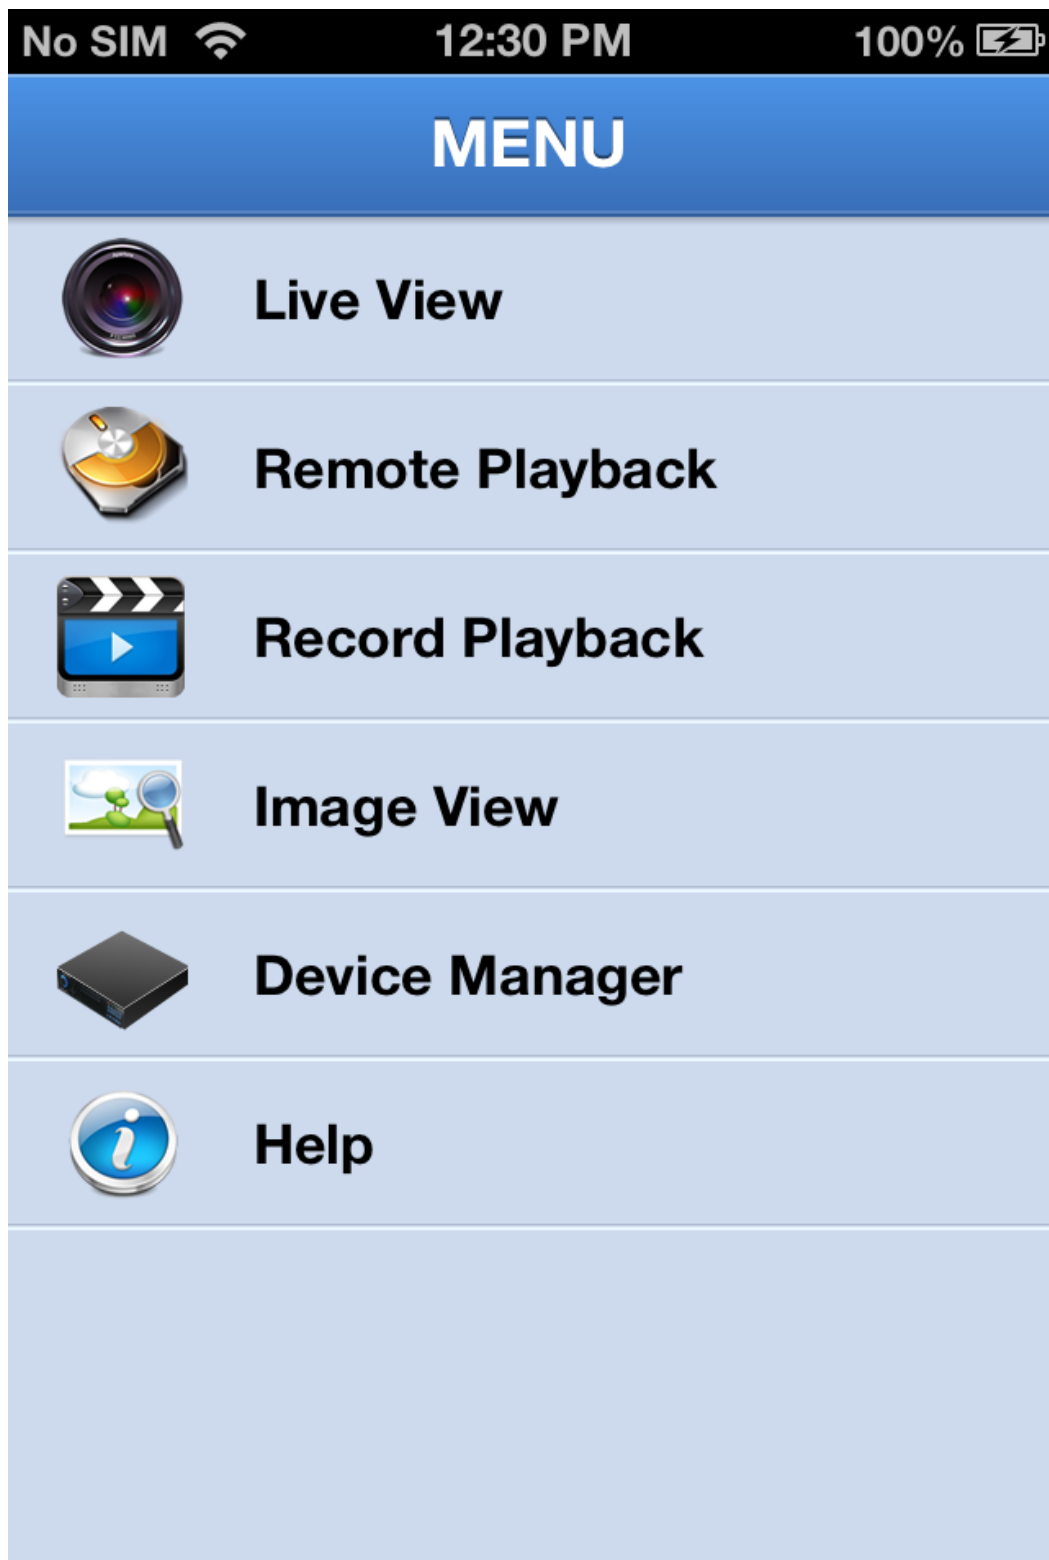 No SIM 12:30 PM 100%
MENU
Live View
Remote Playback
Record Playback
Image View
Device Manager
Help